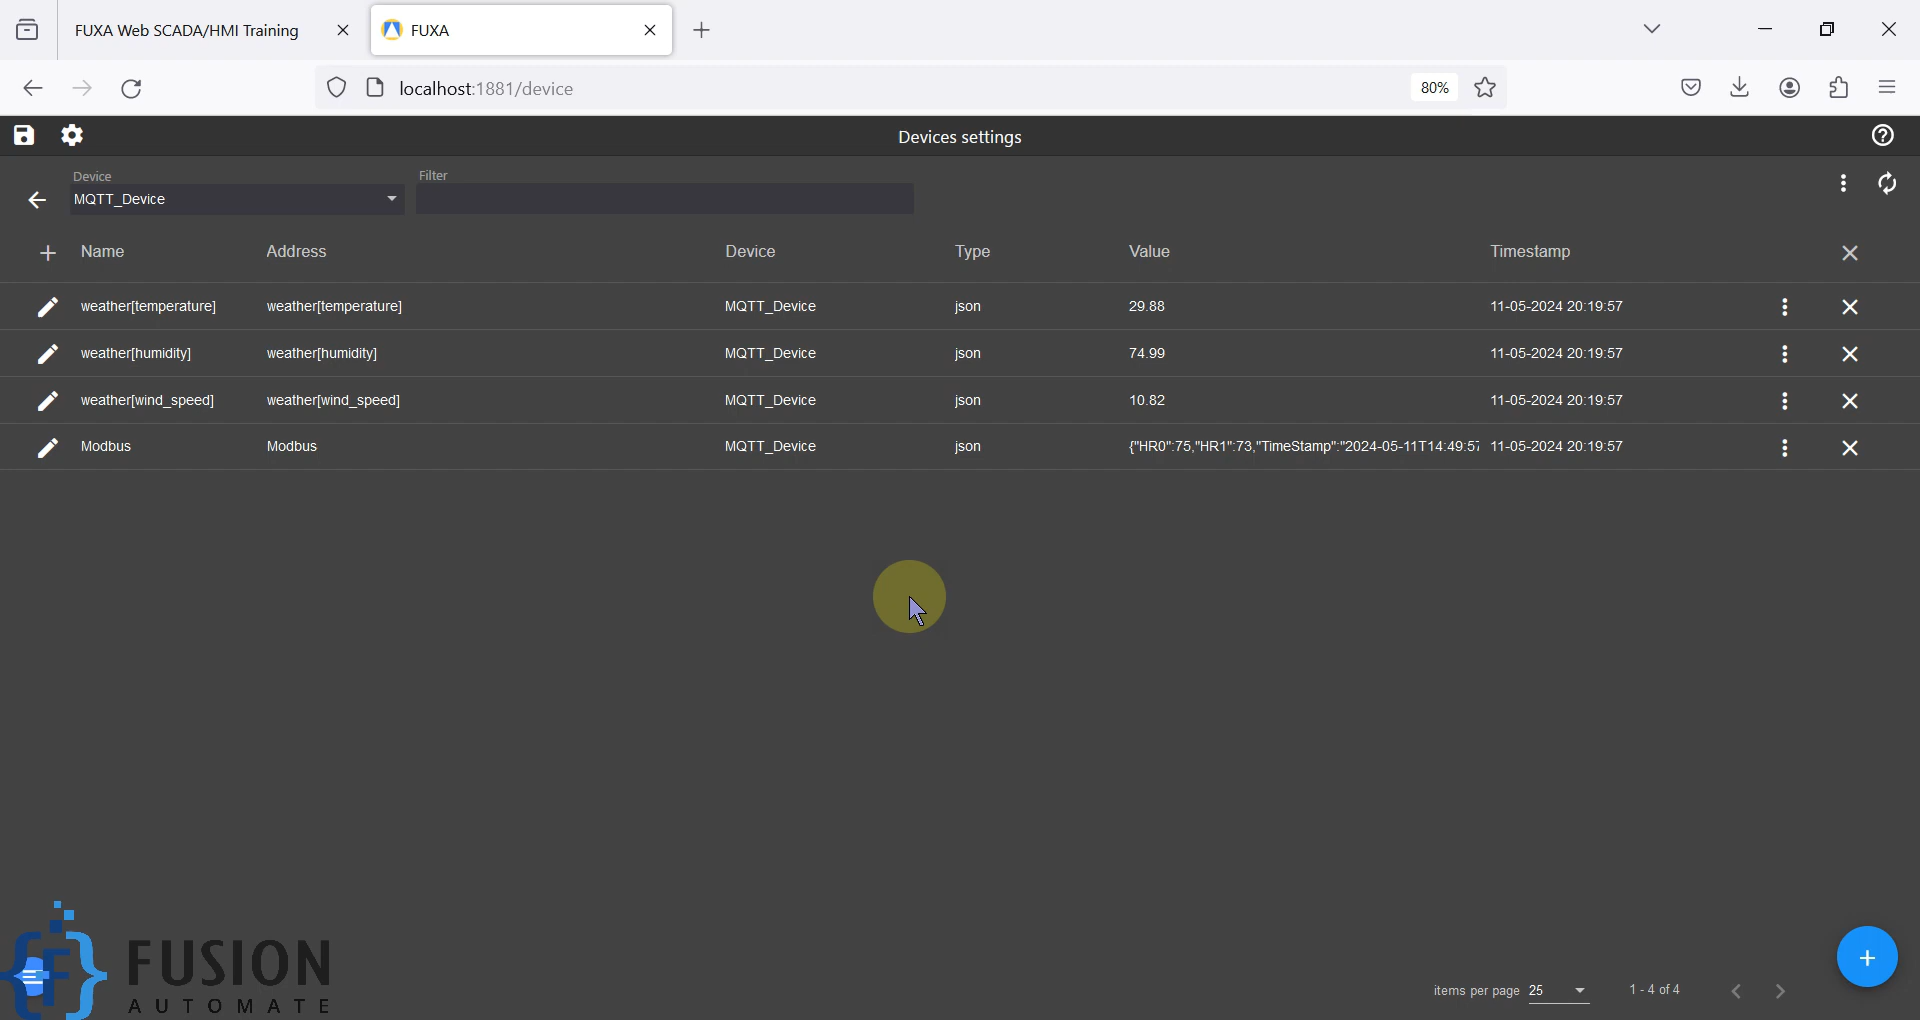 FUXA Web SCADA/HMI Training
FUXA
localhost:1881/device
80%
Devices settings
Device
MQTT_Device
Filter
Name Address Device Type Value Timestamp
weather[temperature] weather[temperature] MQTT_Device json 29.88 11-05-2024 20:19:57
weather[humidity] weather[humidity] MQTT_Device json 74.99 11-05-2024 20:19:57
weather[wind_speed] weather[wind_speed] MQTT_Device json 10.82 11-05-2024 20:19:57
Modbus Modbus MQTT_Device json {"HR0":75,"HR1":73,"TimeStamp":"2024-05-11T14:49:57 11-05-2024 20:19:57
FUSION
AUTOMATE
items per page 25 1 - 4 of 4